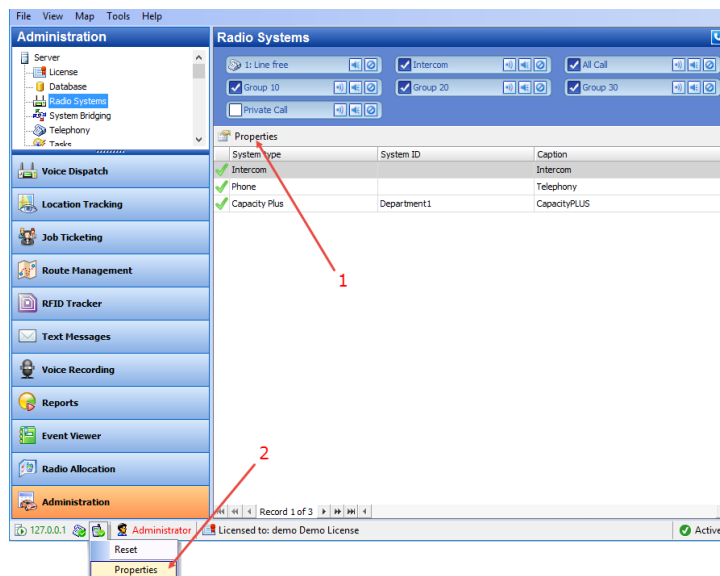 File View Map Tools Help
Administration
Radio Systems
Server
License
Database
Radio Systems
System Bridging
Telephony
Tasks
1: Line free
Intercom
All Call
Group 10
Group 20
Group 30
Private Call
Properties
System type System ID Caption
Intercom Intercom
Phone Telephony
Capacity Plus Department1 CapacityPLUS
Voice Dispatch
Location Tracking
Job Ticketing
Route Management
RFID Tracker
Text Messages
Voice Recording
Reports
Event Viewer
Radio Allocation
Administration
1
2
Record 1 of 3
127.0.0.1 Administrator Licensed to: demo Demo License Active
Reset
Properties